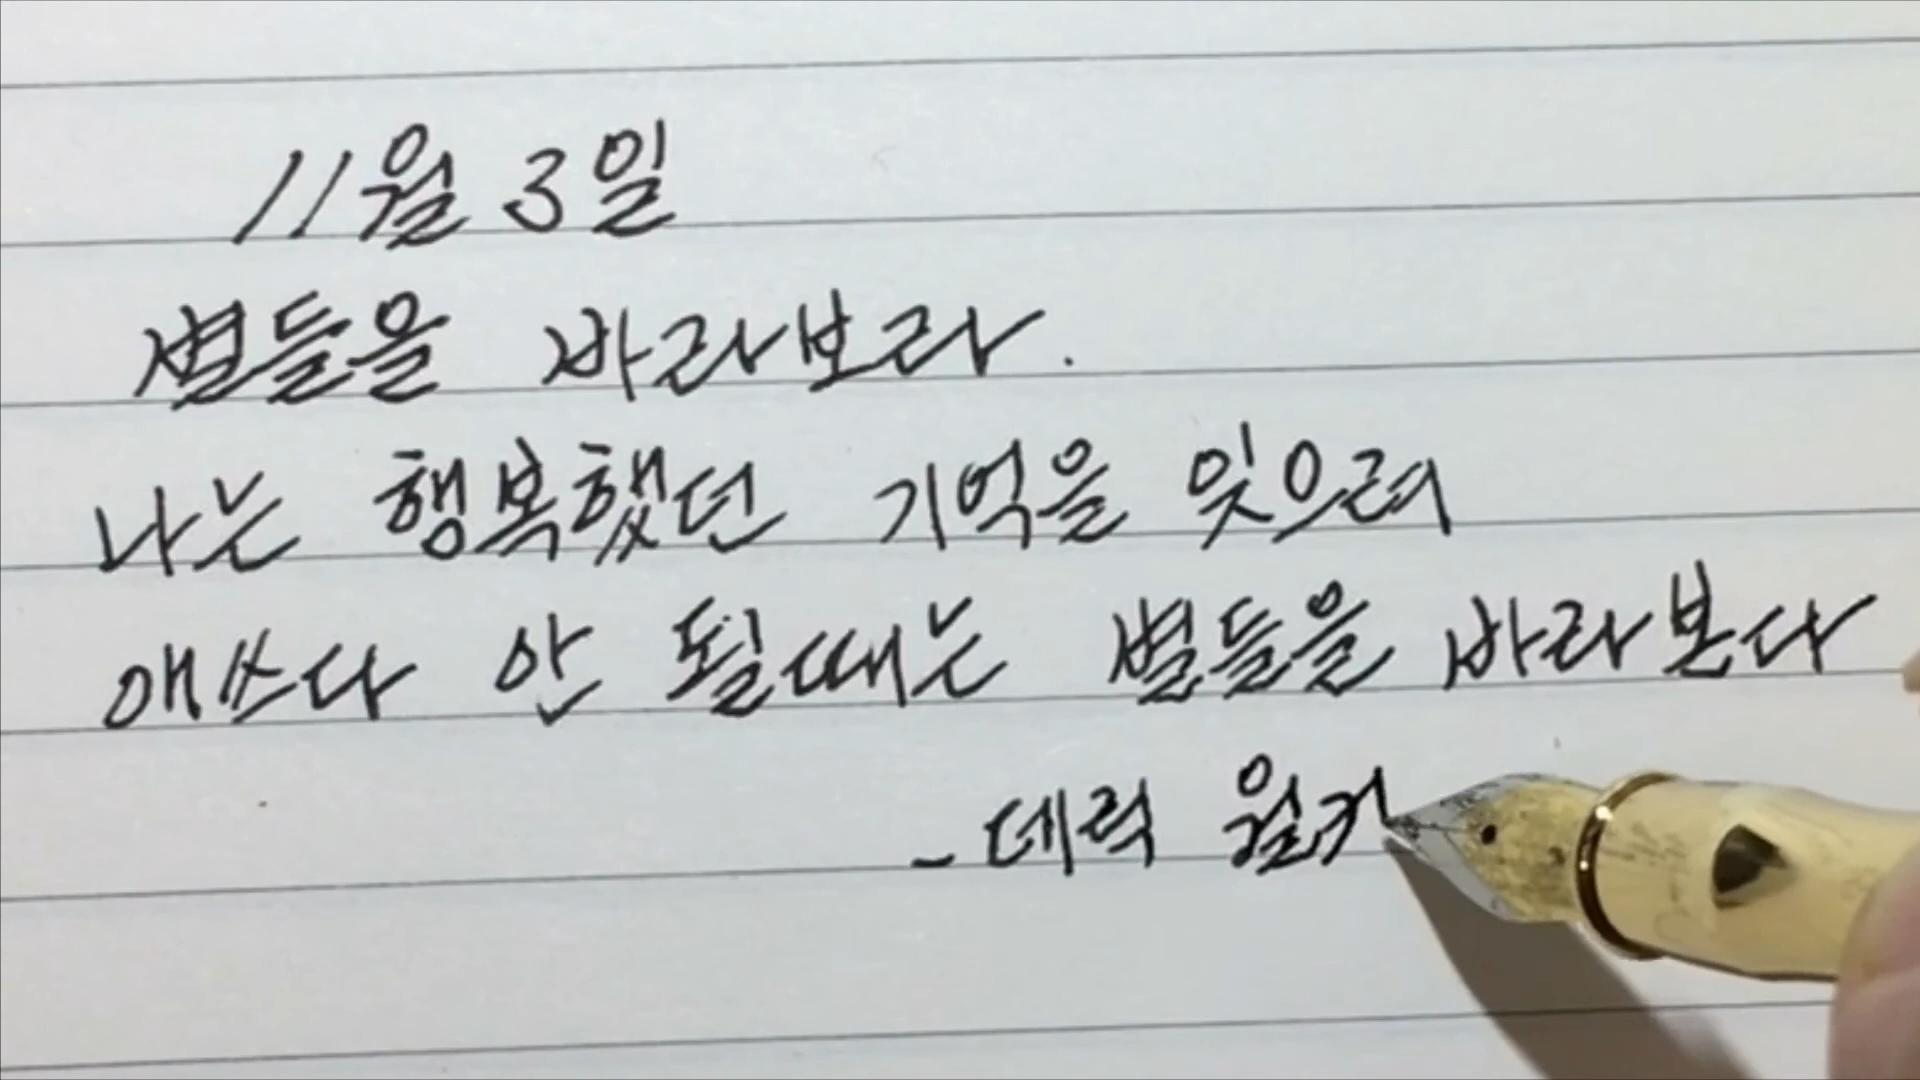 11월 3일
별들을 바라보라.
나는 행복했던 기억을 잊으려
애쓰다 안 될때는 별들을 바라본다
- 데릭 월커